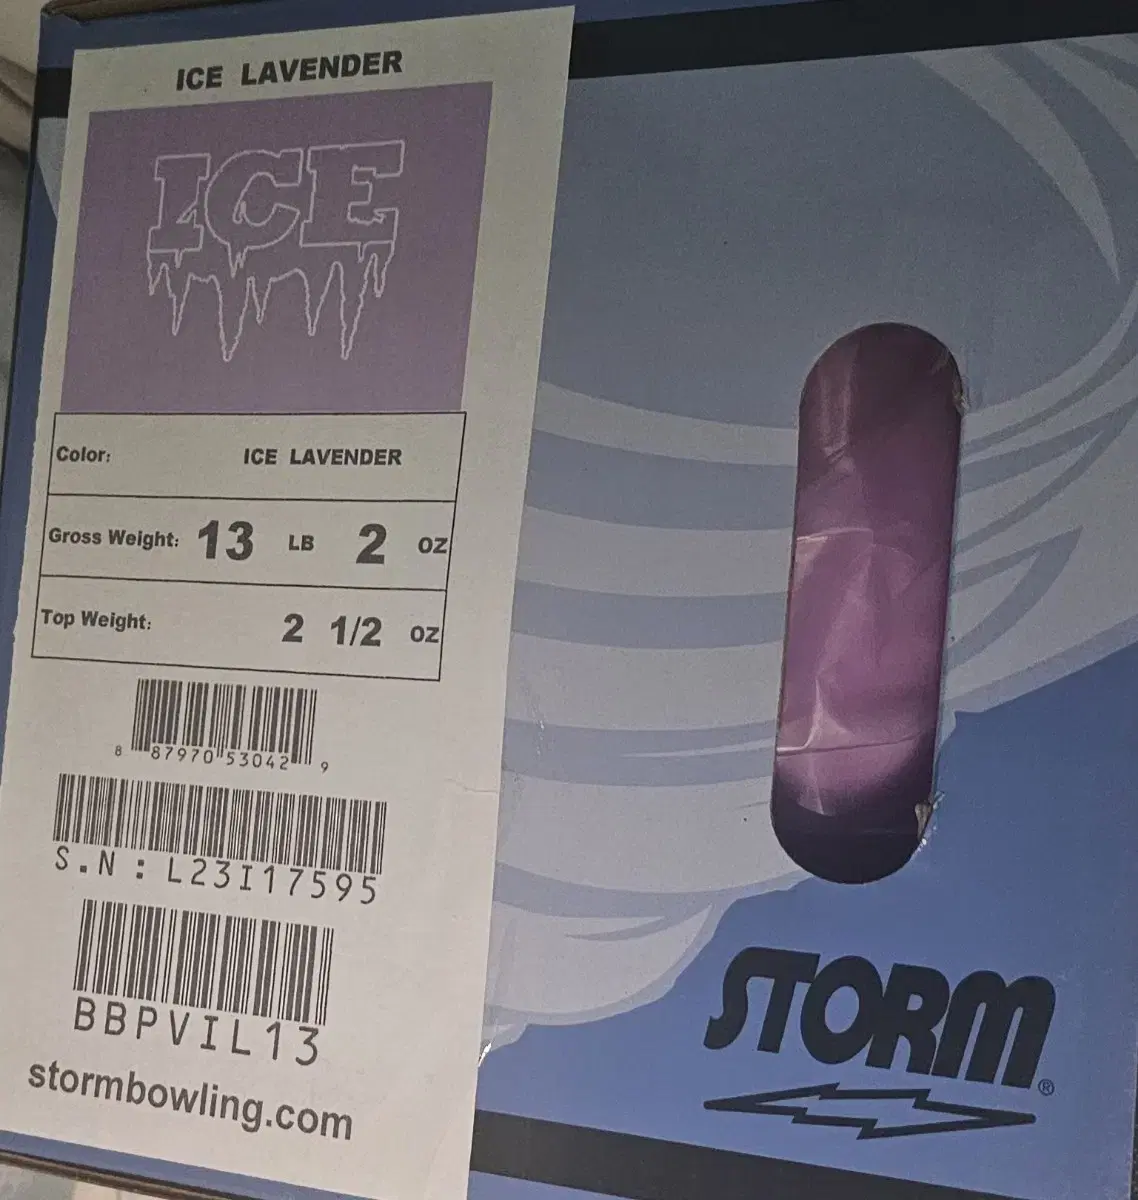 ICE LAVENDER
ICE
Color: ICE LAVENDER
Gross Weight: 13 LB 2 OZ
Top Weight: 2 1/2 OZ
8 87970 53042 9
S.N : L23I17595
BBPVIL13
stormbowling.com
STORM®